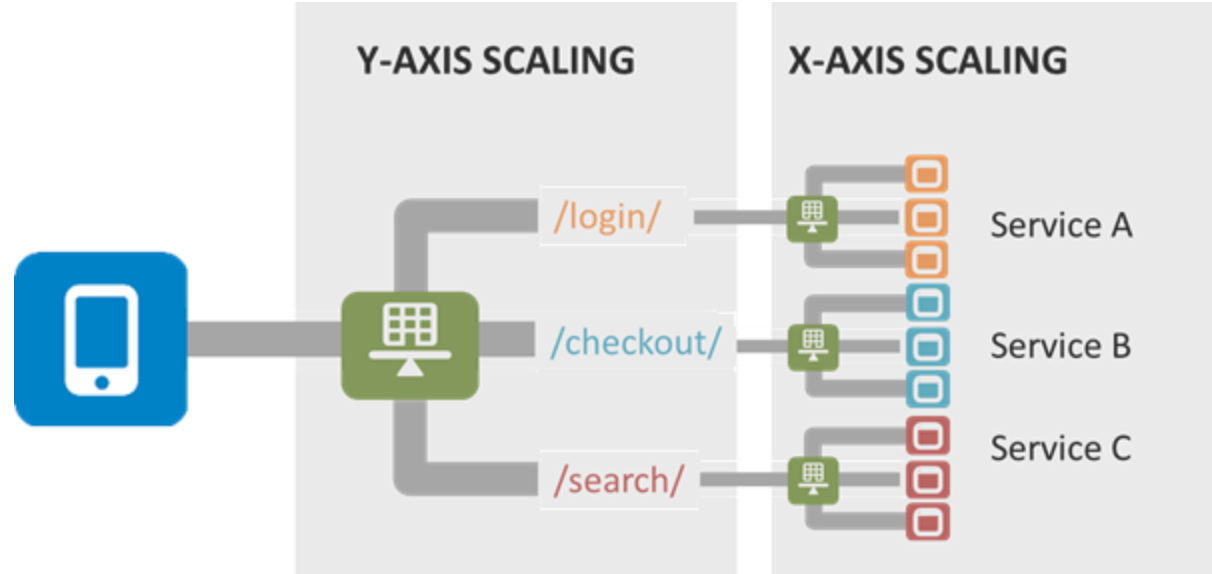 Y-AXIS SCALING
X-AXIS SCALING
/login/
Service A
/checkout/
Service B
/search/
Service C